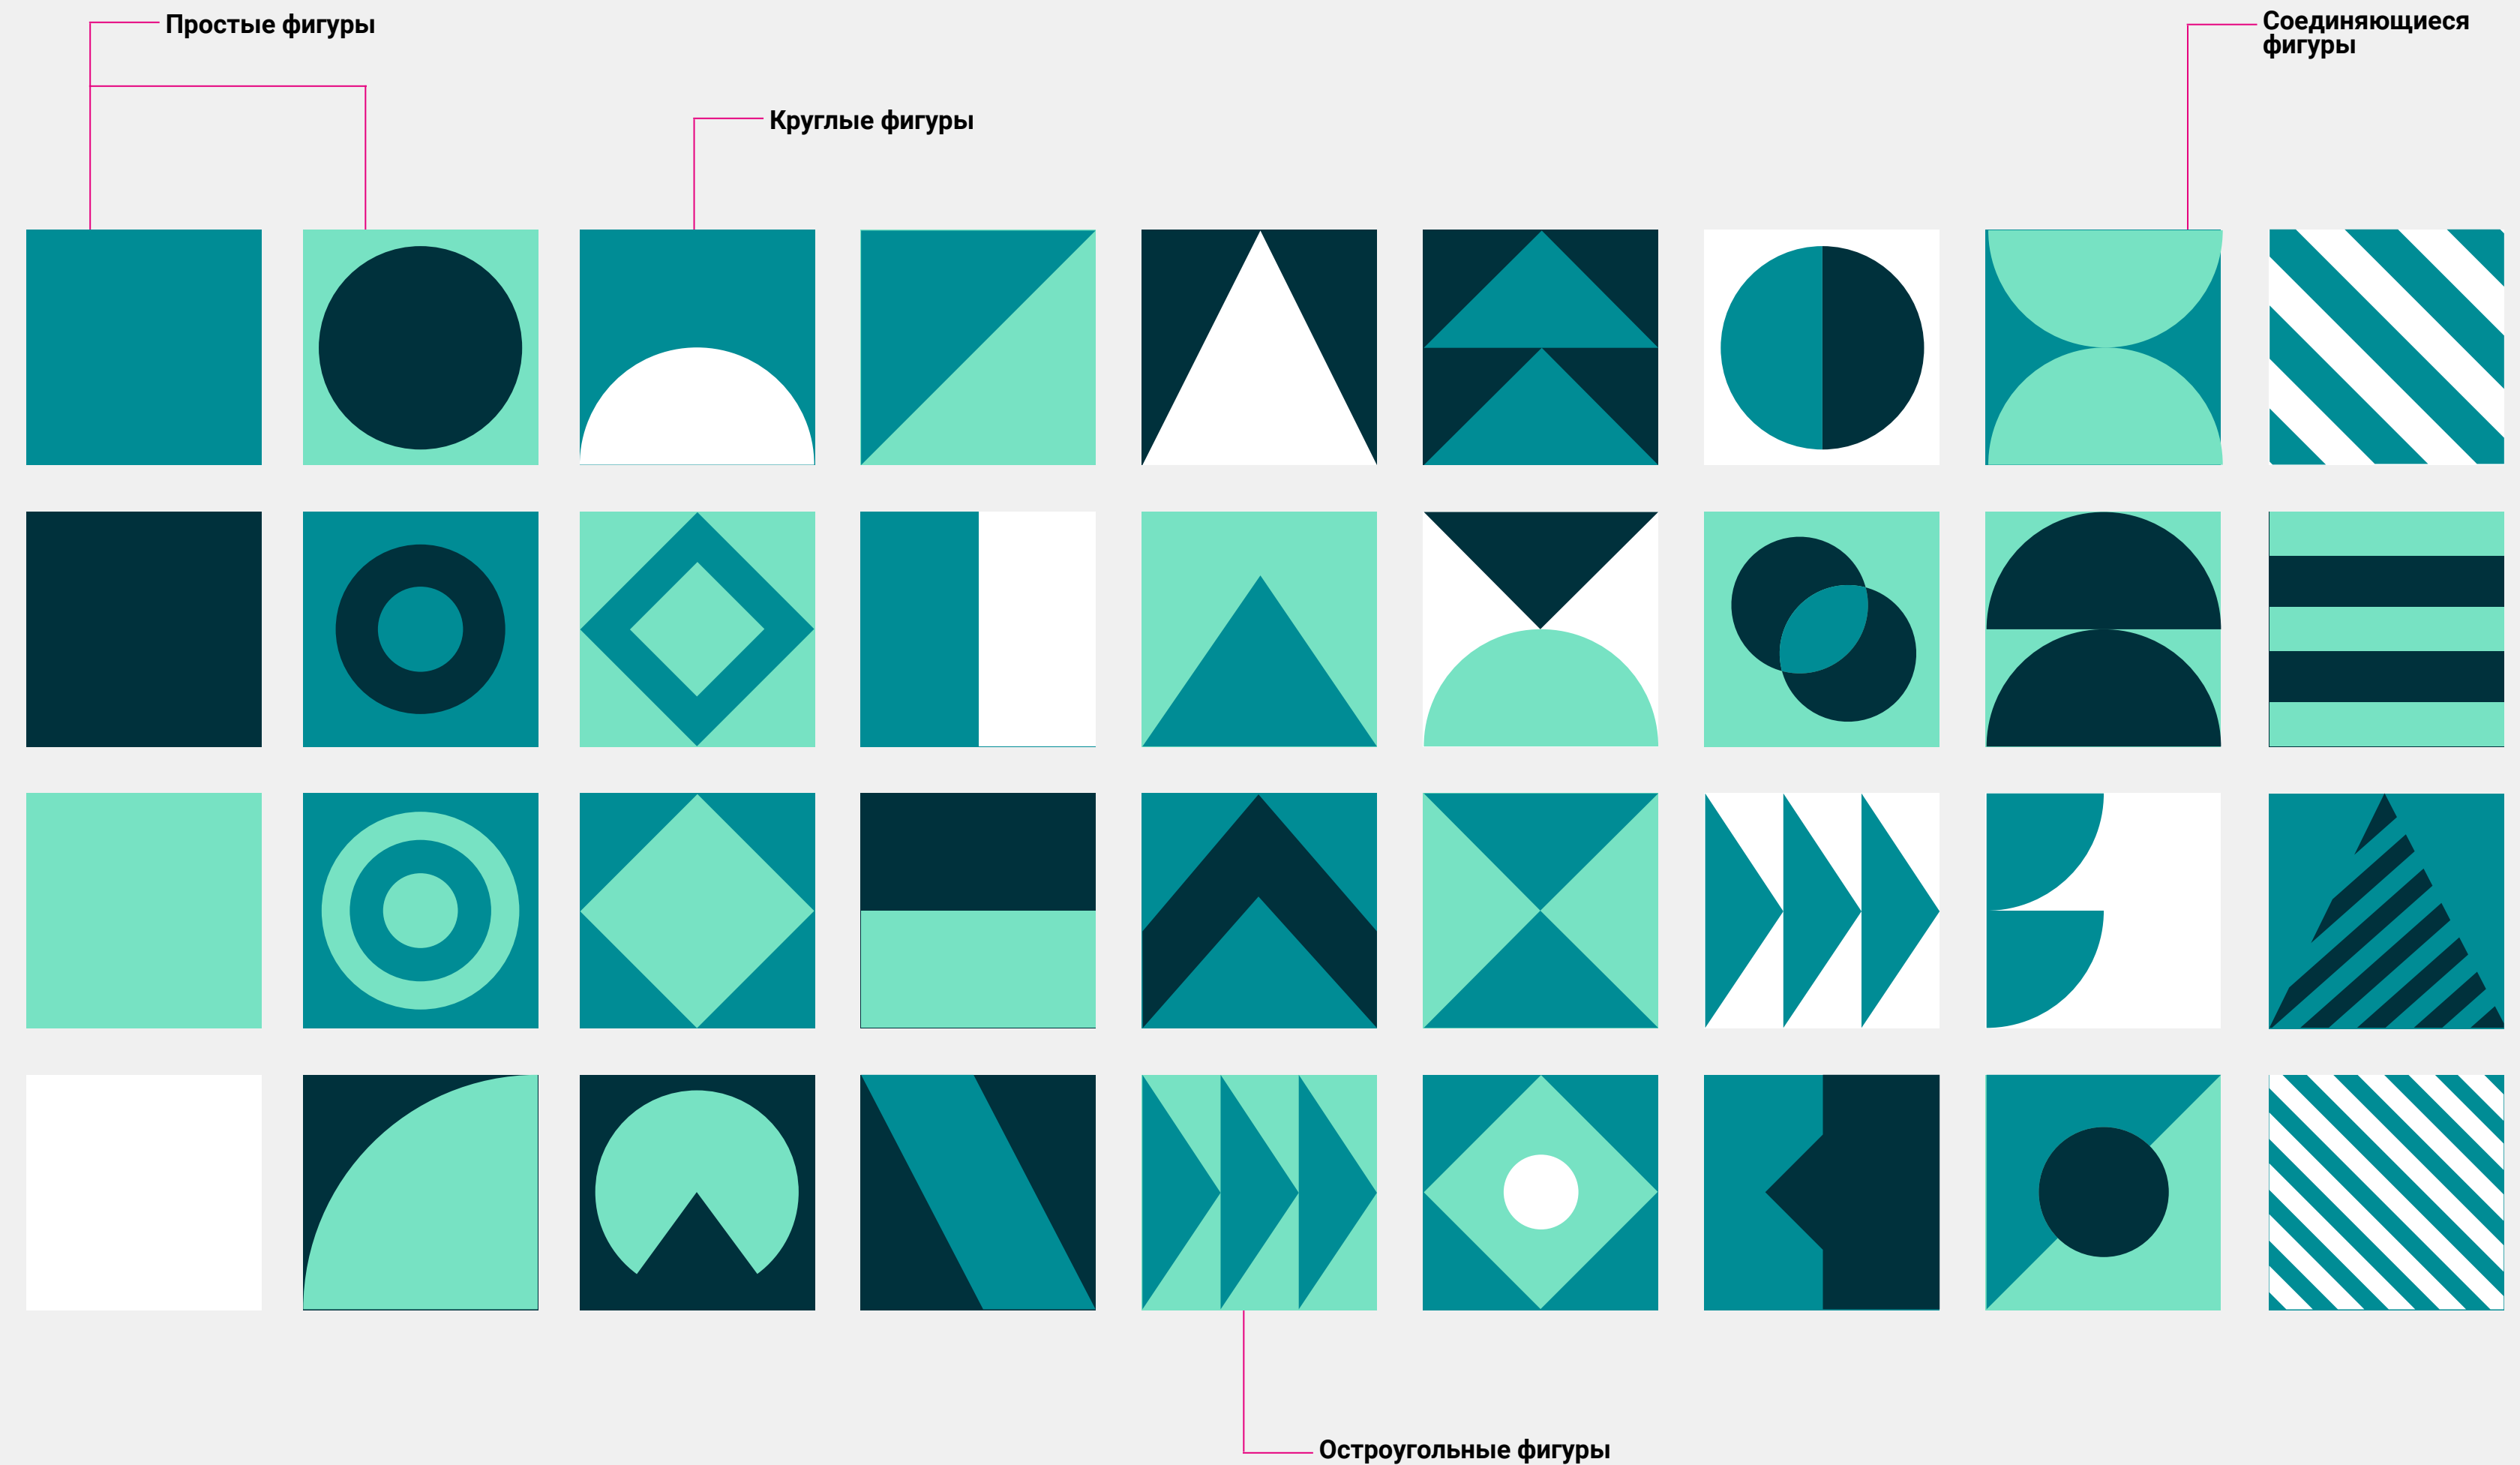 Простые фигуры
Соединяющиеся
фигуры
Круглые фигуры
Остроугольные фигуры